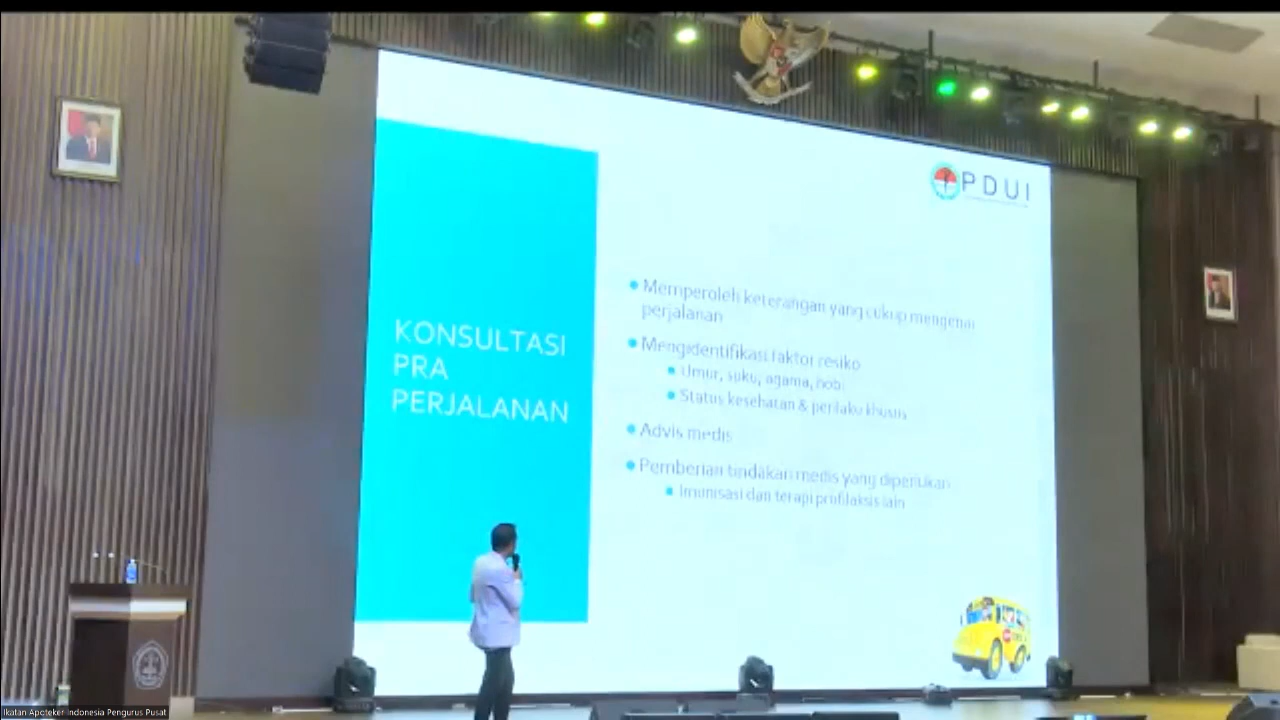 PDUI
KONSULTASI
PRA
PERJALANAN
Memperoleh keterangan yang cukup mengenai
perjalanan
Mengidentifikasi faktor resiko
Umur, suku, agama, hobi
Status kesehatan & perilaku khusus
Advis medis
Pemberian tindakan medis yang diperlukan
Imunisasi dan terapi profilaksis lain
Ikatan Apoteker Indonesia Pengurus Pusat